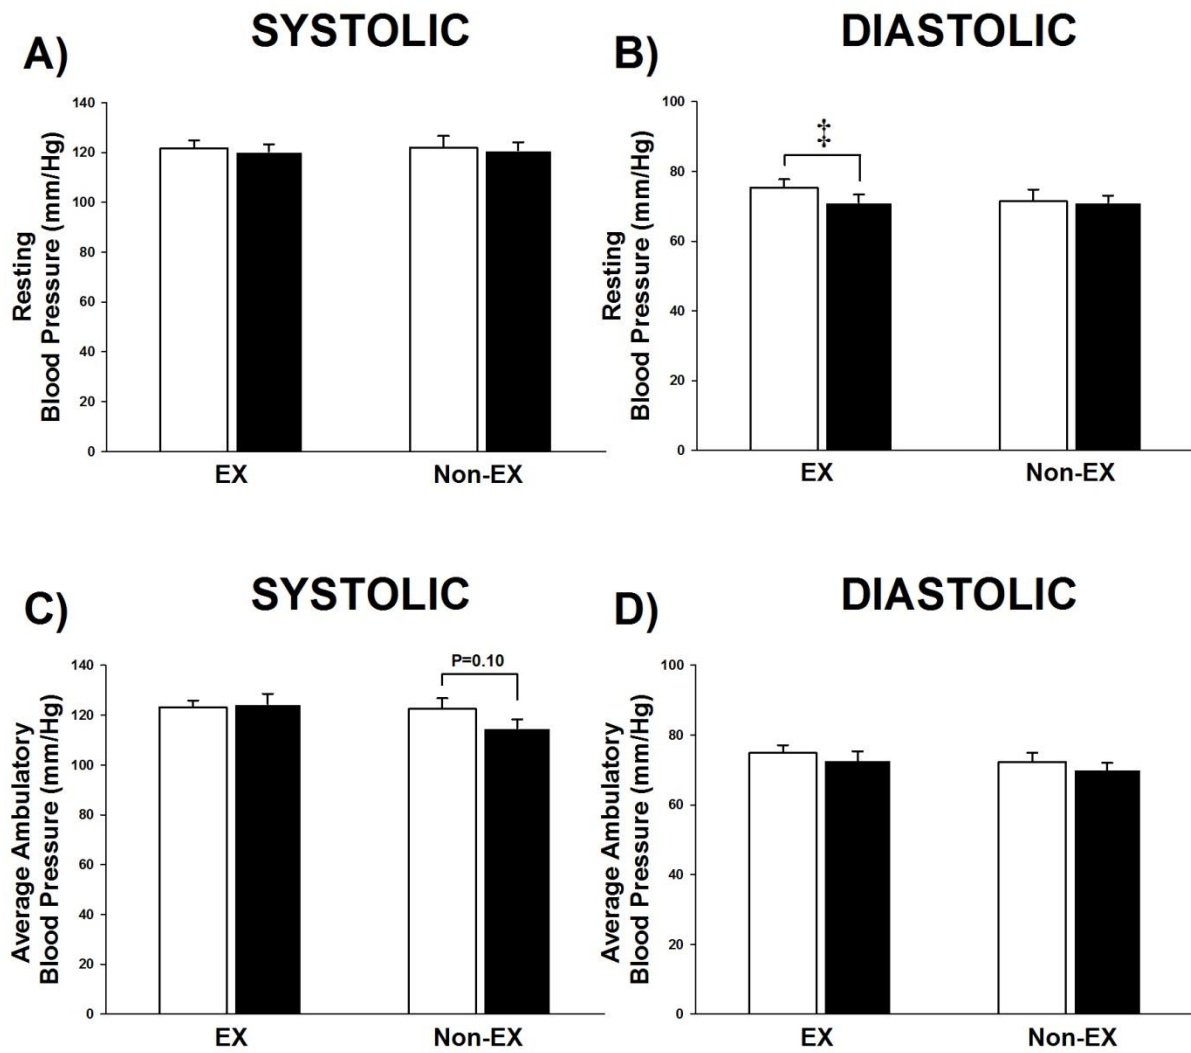 SYSTOLIC
A)
Resting
Blood Pressure (mm/Hg)
140
120
100
80
60
40
20
0
EX
Non-EX
DIASTOLIC
B)
Resting
Blood Pressure (mm/Hg)
100
80
60
40
20
0
‡
EX
Non-EX
SYSTOLIC
C)
Average Ambulatory
Blood Pressure (mm/Hg)
140
120
100
80
60
40
20
0
P=0.10
EX
Non-EX
DIASTOLIC
D)
Average Ambulatory
Blood Pressure (mm/Hg)
100
80
60
40
20
0
EX
Non-EX